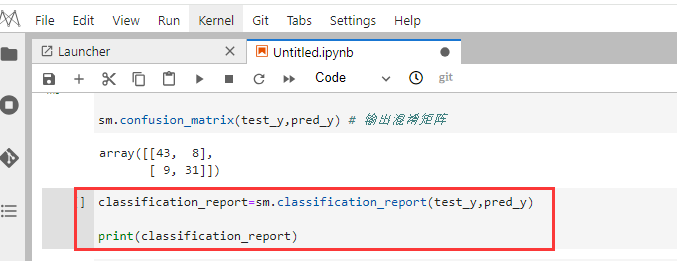 File Edit View Run Kernel Git Tabs Settings Help
Launcher
Untitled.ipynb
Code
git
sm.confusion_matrix(test_y,pred_y) # 输出混淆矩阵
array([[43, 8],
[ 9, 31]])
] classification_report=sm.classification_report(test_y,pred_y)
print(classification_report)